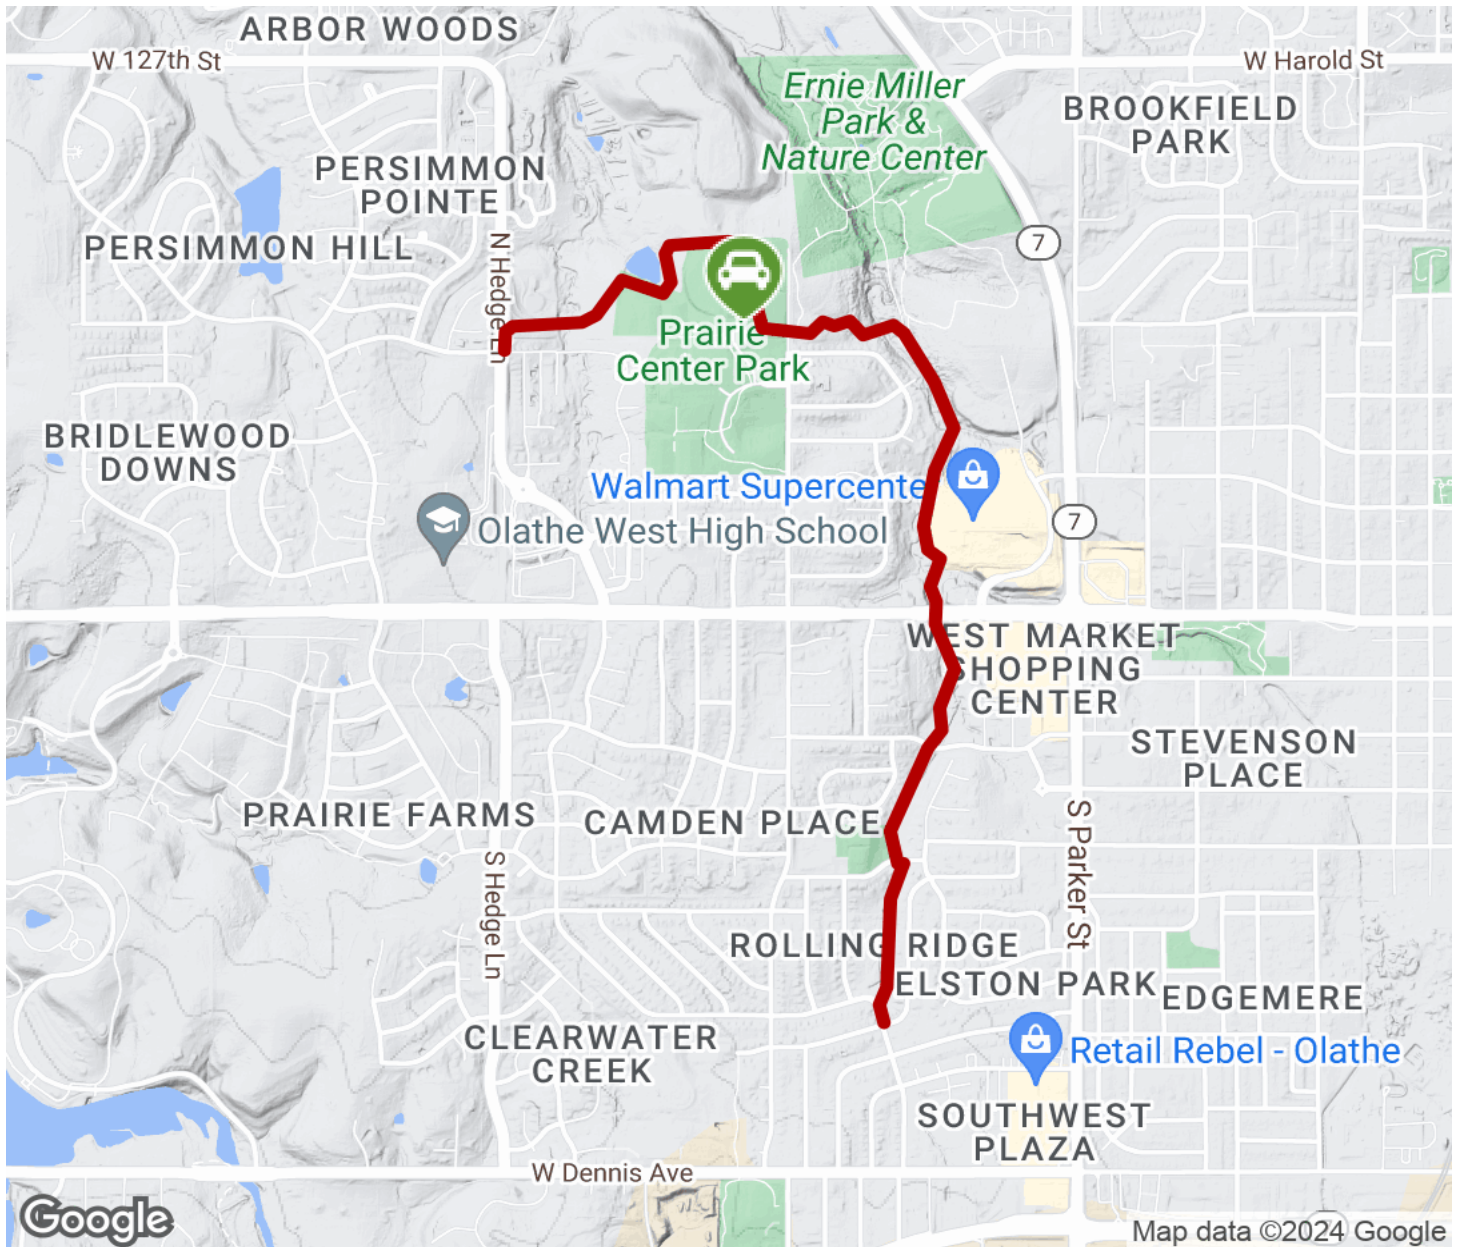 ARBOR WOODS
W 127th St
W Harold St
Ernie Miller
Park &
Nature Center
BROOKFIELD
PARK
PERSIMMON
POINTE
PERSIMMON HILL
N Hedge Ln
7
Prairie
Center Park
BRIDLEWOOD
DOWNS
Walmart Supercente
Olathe West High School
7
WEST MARKET
SHOPPING
CENTER
STEVENSON
PLACE
PRAIRIE FARMS
CAMDEN PLACE
S Parker St
S Hedge Ln
ROLLING RIDGE
ELSTON PARK
EDGEMERE
CLEARWATER
CREEK
Retail Rebel - Olathe
SOUTHWEST
PLAZA
W Dennis Ave
Google
Map data ©2024 Google